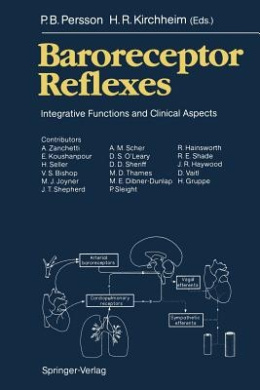 P. B. Persson H. R. Kirchheim (Eds.)
Baroreceptor
Reflexes
Integrative Functions and Clinical Aspects
Contributors
A. Zanchetti
E. Koushanpour
H. Seller
V. S. Bishop
M. J. Joyner
J. T. Shepherd
A. M. Scher
D. S. O'Leary
D. D. Sheriff
M. D. Thames
M. E. Dibner-Dunlap
P. Sleight
R. Hainsworth
R. E. Shade
J. R. Haywood
D. Vaitl
H. Gruppe
Arterial
baroreceptors
Cardiopulmonary
receptors
Vagal
efferents
Sympathetic
efferents
Springer-Verlag